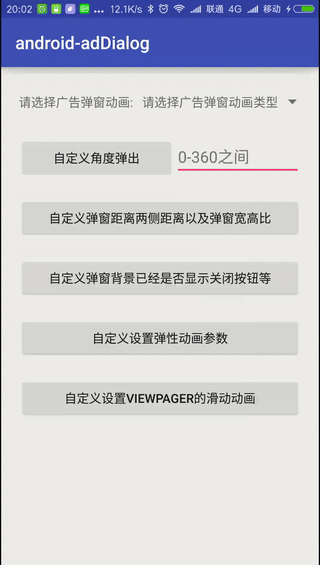 20:02 ... 12.1K/s 联通 4G 移动
android-adDialog
请选择广告弹窗动画: 请选择广告弹窗动画类型
自定义角度弹出 0-360之间
自定义弹窗距离两侧距离以及弹窗宽高比
自定义弹窗背景已经是否显示关闭按钮等
自定义设置弹性动画参数
自定义设置VIEWPAGER的滑动动画